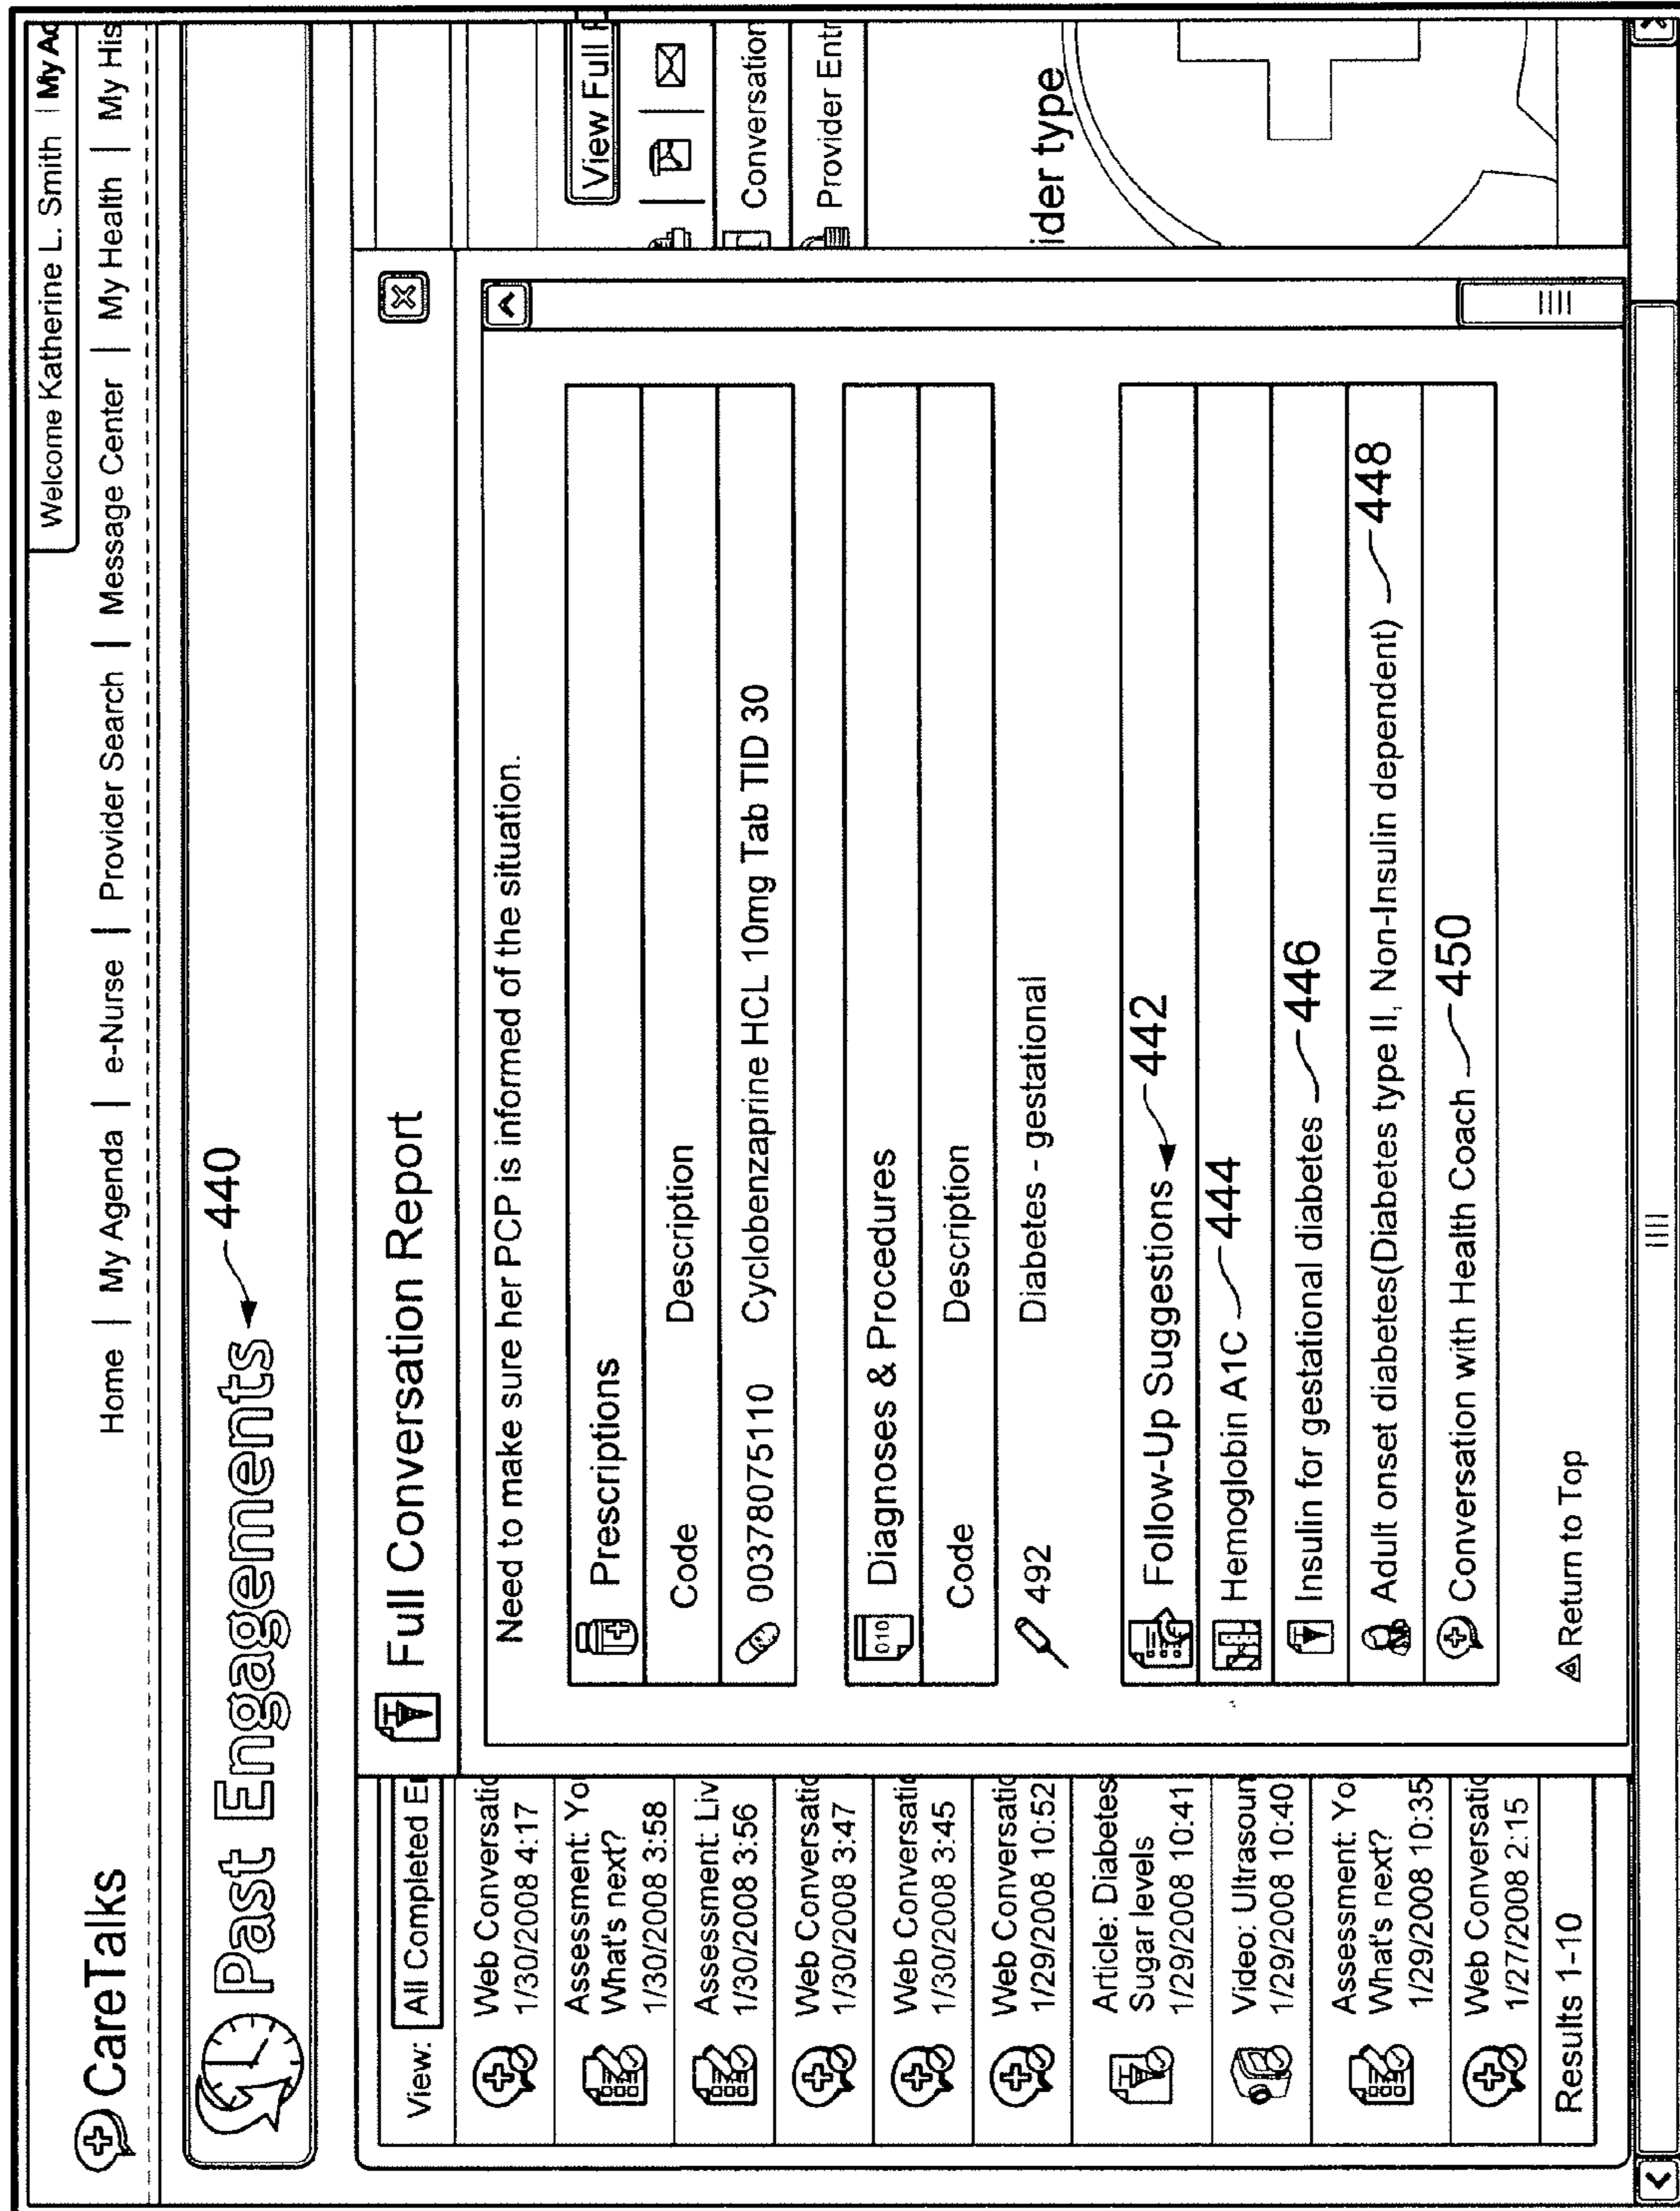 CareTalks
Welcome Katherine L. Smith | My Ac
Home | My Agenda | e-Nurse | Provider Search | Message Center | My Health | My His
Past Engagements 440
View: All Completed E
Web Conversatio
1/30/2008 4:17
Assessment: Yo
What's next?
1/30/2008 3:58
Assessment: Liv
1/30/2008 3:56
Web Conversatio
1/30/2008 3:47
Web Conversatio
1/30/2008 3:45
Web Conversatio
1/29/2008 10:52
Article: Diabetes
Sugar levels
1/29/2008 10:41
Video: Ultrasoun
1/29/2008 10:40
Assessment: Yo
What's next?
1/29/2008 10:35
Web Conversatio
1/27/2008 2:15
Results 1-10
Full Conversation Report
Need to make sure her PCP is informed of the situation.
Prescriptions
Code Description
00378075110 Cyclobenzaprine HCL 10mg Tab TID 30
010 Diagnoses & Procedures
Code Description
492 Diabetes - gestational
Follow-Up Suggestions 442
Hemoglobin A1C 444
Insulin for gestational diabetes 446
Adult onset diabetes(Diabetes type II, Non-Insulin dependent) 448
Conversation with Health Coach 450
Return to Top
View Full
Conversation
Provider Entr
ider type